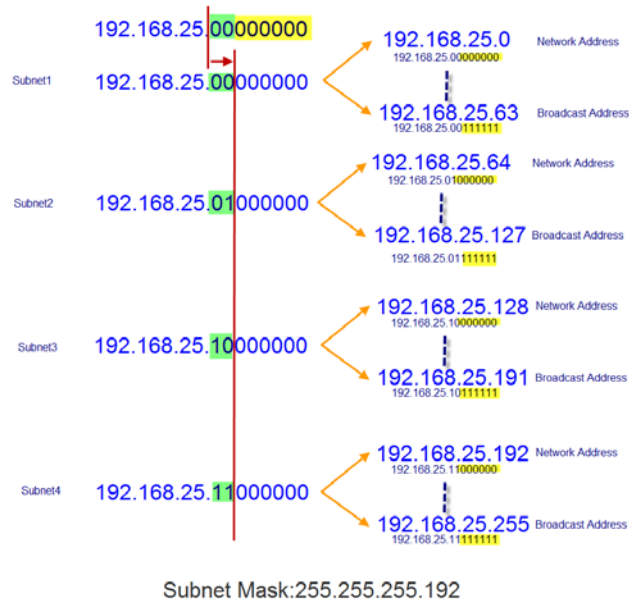 192.168.25.00000000
Subnet1 192.168.25.00000000
192.168.25.0 Network Address
192.168.25.00000000
192.168.25.63 Broadcast Address
192.168.25.00111111
192.168.25.64 Network Address
192.168.25.01000000
Subnet2 192.168.25.01000000
192.168.25.127 Broadcast Address
192.168.25.01111111
192.168.25.128 Network Address
192.168.25.10000000
Subnet3 192.168.25.10000000
192.168.25.191 Broadcast Address
192.168.25.10111111
192.168.25.192 Network Address
192.168.25.11000000
Subnet4 192.168.25.11000000
192.168.25.255 Broadcast Address
192.168.25.11111111
Subnet Mask:255.255.255.192